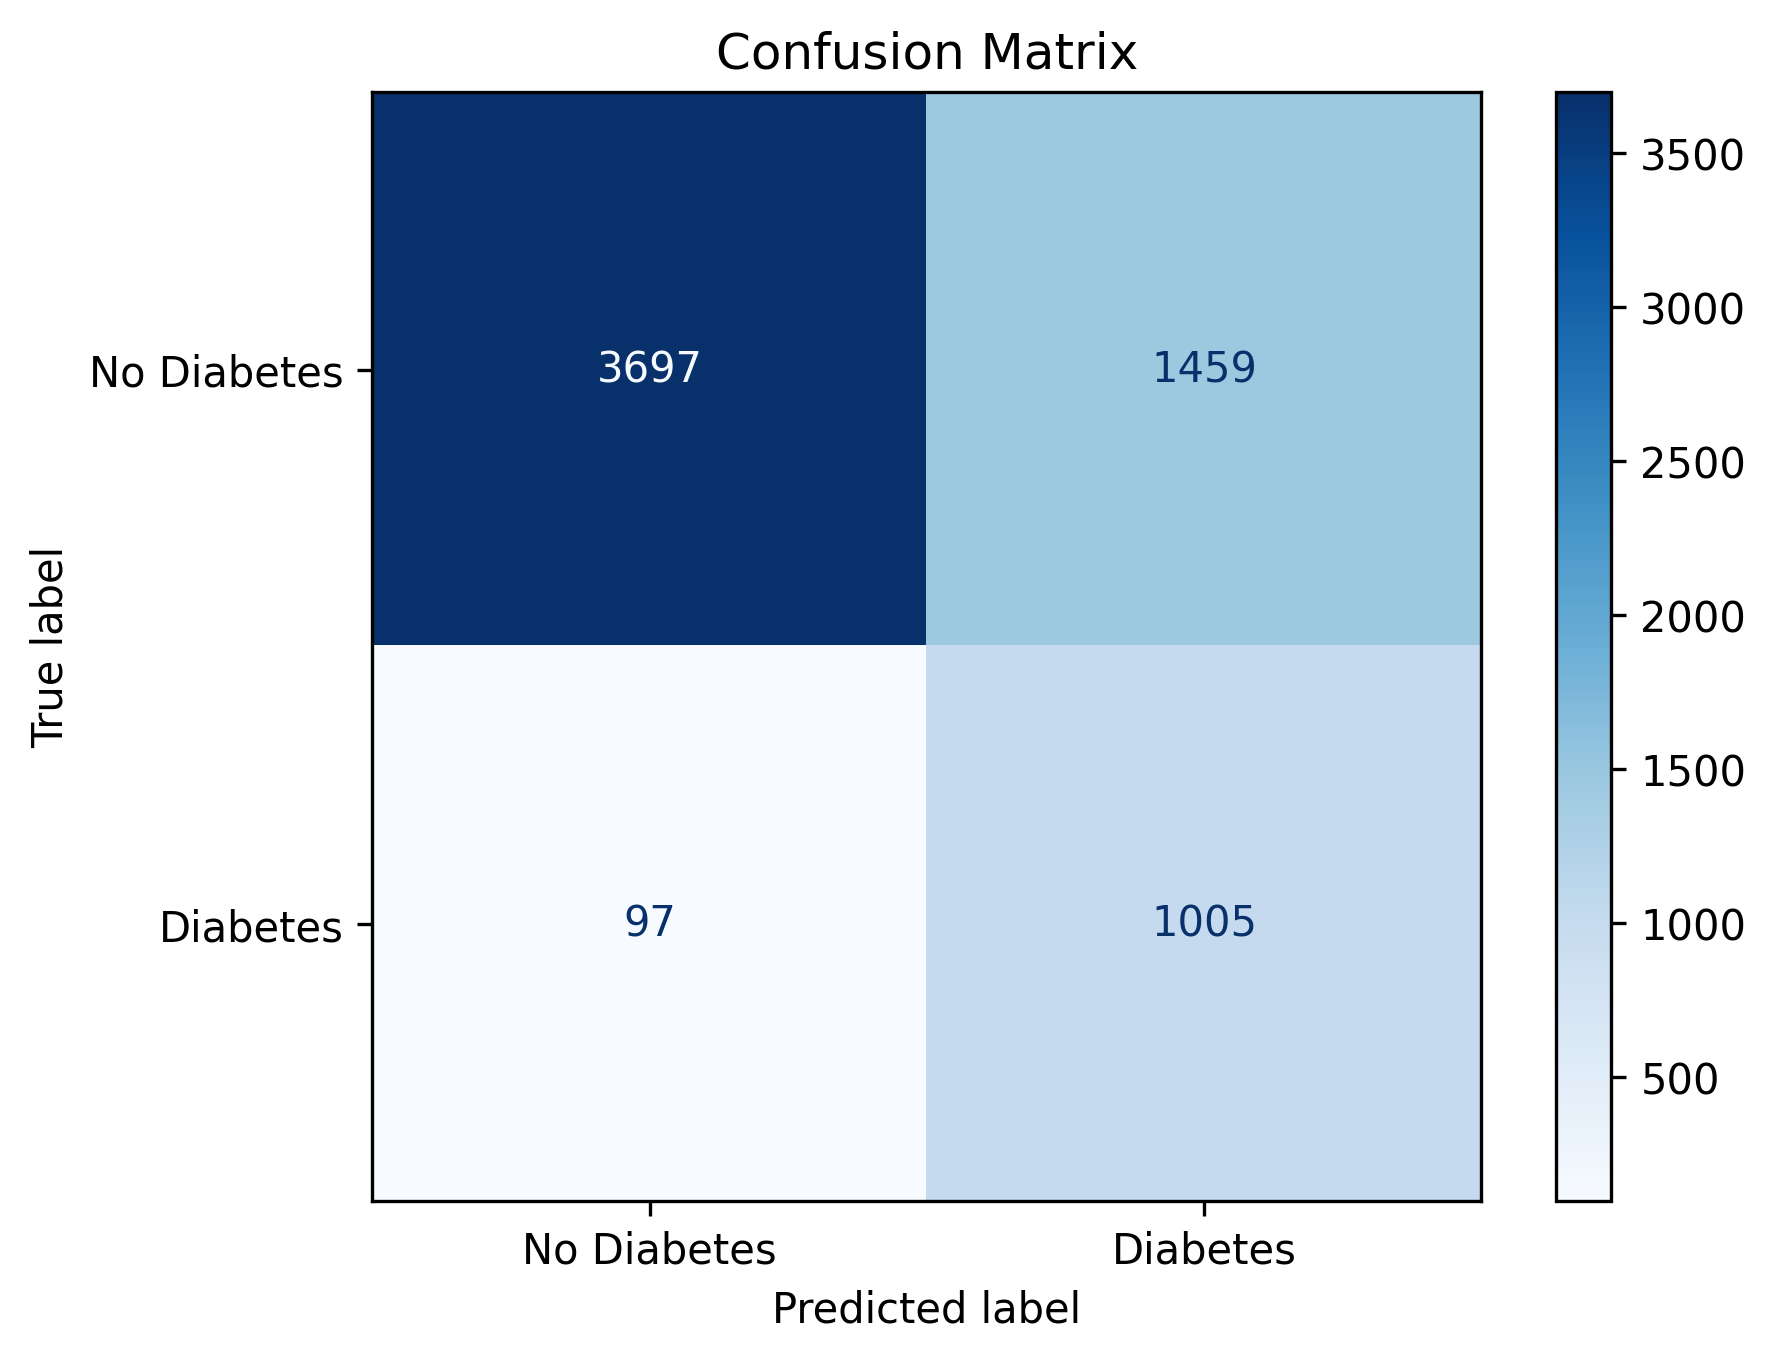 Confusion Matrix
True label
No Diabetes
Diabetes
3697
1459
97
1005
No Diabetes
Diabetes
Predicted label
3500
3000
2500
2000
1500
1000
500